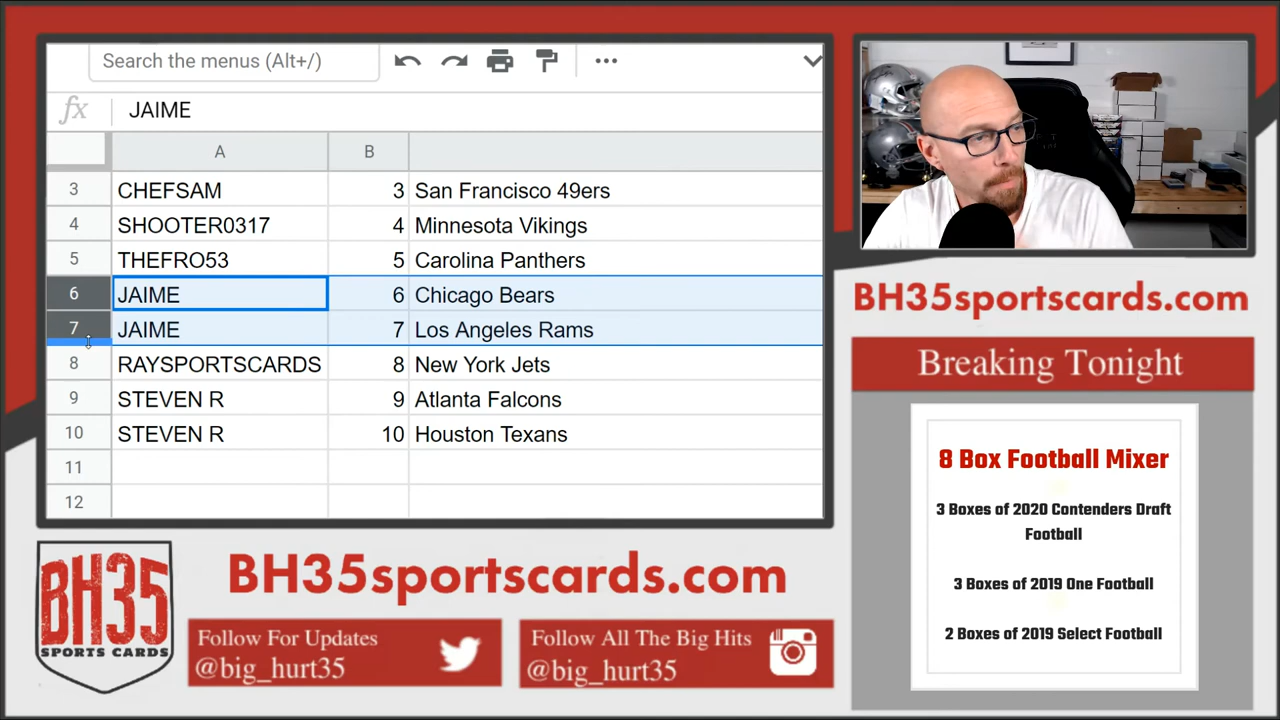 Search the menus (Alt+/)
fx JAIME
A B
3 CHEFSAM 3 San Francisco 49ers
4 SHOOTER0317 4 Minnesota Vikings
5 THEFRO53 5 Carolina Panthers
6 JAIME 6 Chicago Bears
7 JAIME 7 Los Angeles Rams
8 RAYSPORTSCARDS 8 New York Jets
9 STEVEN R 9 Atlanta Falcons
10 STEVEN R 10 Houston Texans
11
12
BH35sportscards.com
Breaking Tonight
8 Box Football Mixer
3 Boxes of 2020 Contenders Draft
Football
3 Boxes of 2019 One Football
2 Boxes of 2019 Select Football
BH35
SPORTS CARDS
BH35sportscards.com
Follow For Updates
@big_hurt35
Follow All The Big Hits
@big_hurt35